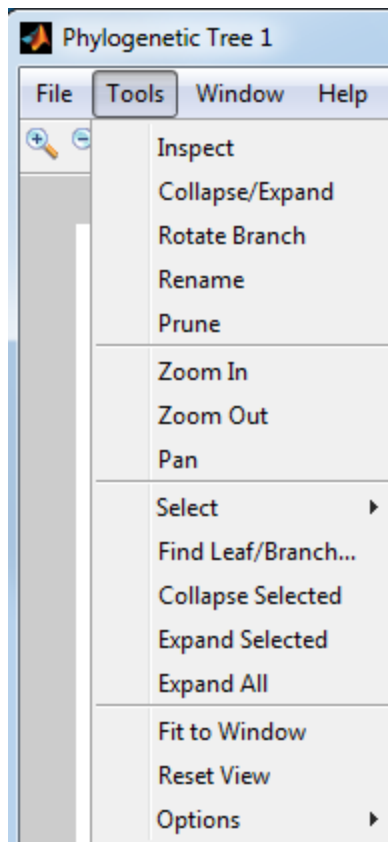 Phylogenetic Tree 1
File Tools Window Help
Inspect
Collapse/Expand
Rotate Branch
Rename
Prune
Zoom In
Zoom Out
Pan
Select
Find Leaf/Branch...
Collapse Selected
Expand Selected
Expand All
Fit to Window
Reset View
Options